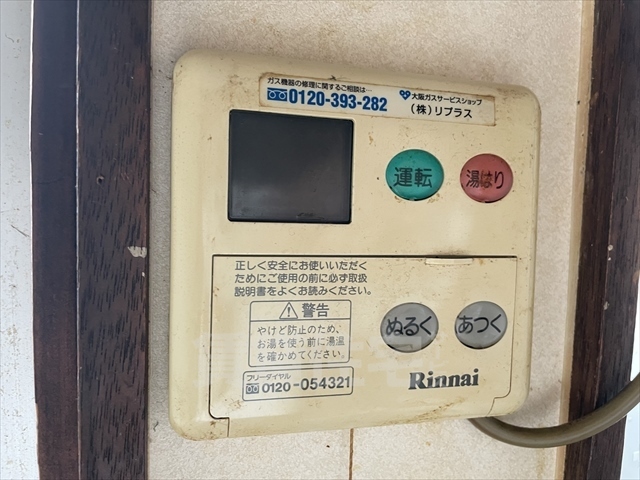 ガス機器の修理に関するご相談は…
0120-393-282
大阪ガスサービスショップ
(株)リプラス
運転
湯はり
正しく安全にお使いいただく
ためにご使用の前に必ず取扱
説明書をよくお読みください。
警告
やけど防止のため、
お湯を使う前に湯温
を確かめてください。
フリーダイヤル
0120-054321
ぬるく
あつく
Rinnai